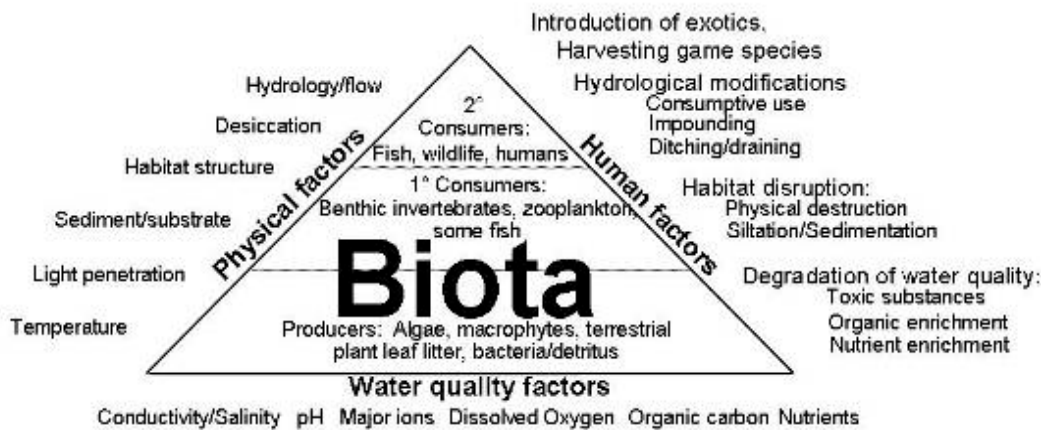 Introduction of exotics,
Harvesting game species
Hydrological modifications
Consumptive use
Impounding
Ditching/draining
Habitat disruption:
Physical destruction
Siltation/Sedimentation
Degradation of water quality:
Toxic substances
Organic enrichment
Nutrient enrichment
Human factors
Hydrology/flow
Desiccation
Habitat structure
Sediment/substrate
Light penetration
Temperature
Physical factors
2°
Consumers:
Fish, wildlife, humans
1° Consumers:
Benthic invertebrates, zooplankton,
some fish
Biota
Producers: Algae, macrophytes, terrestrial
plant leaf litter, bacteria/detritus
Water quality factors
Conductivity/Salinity pH Major ions Dissolved Oxygen Organic carbon Nutrients